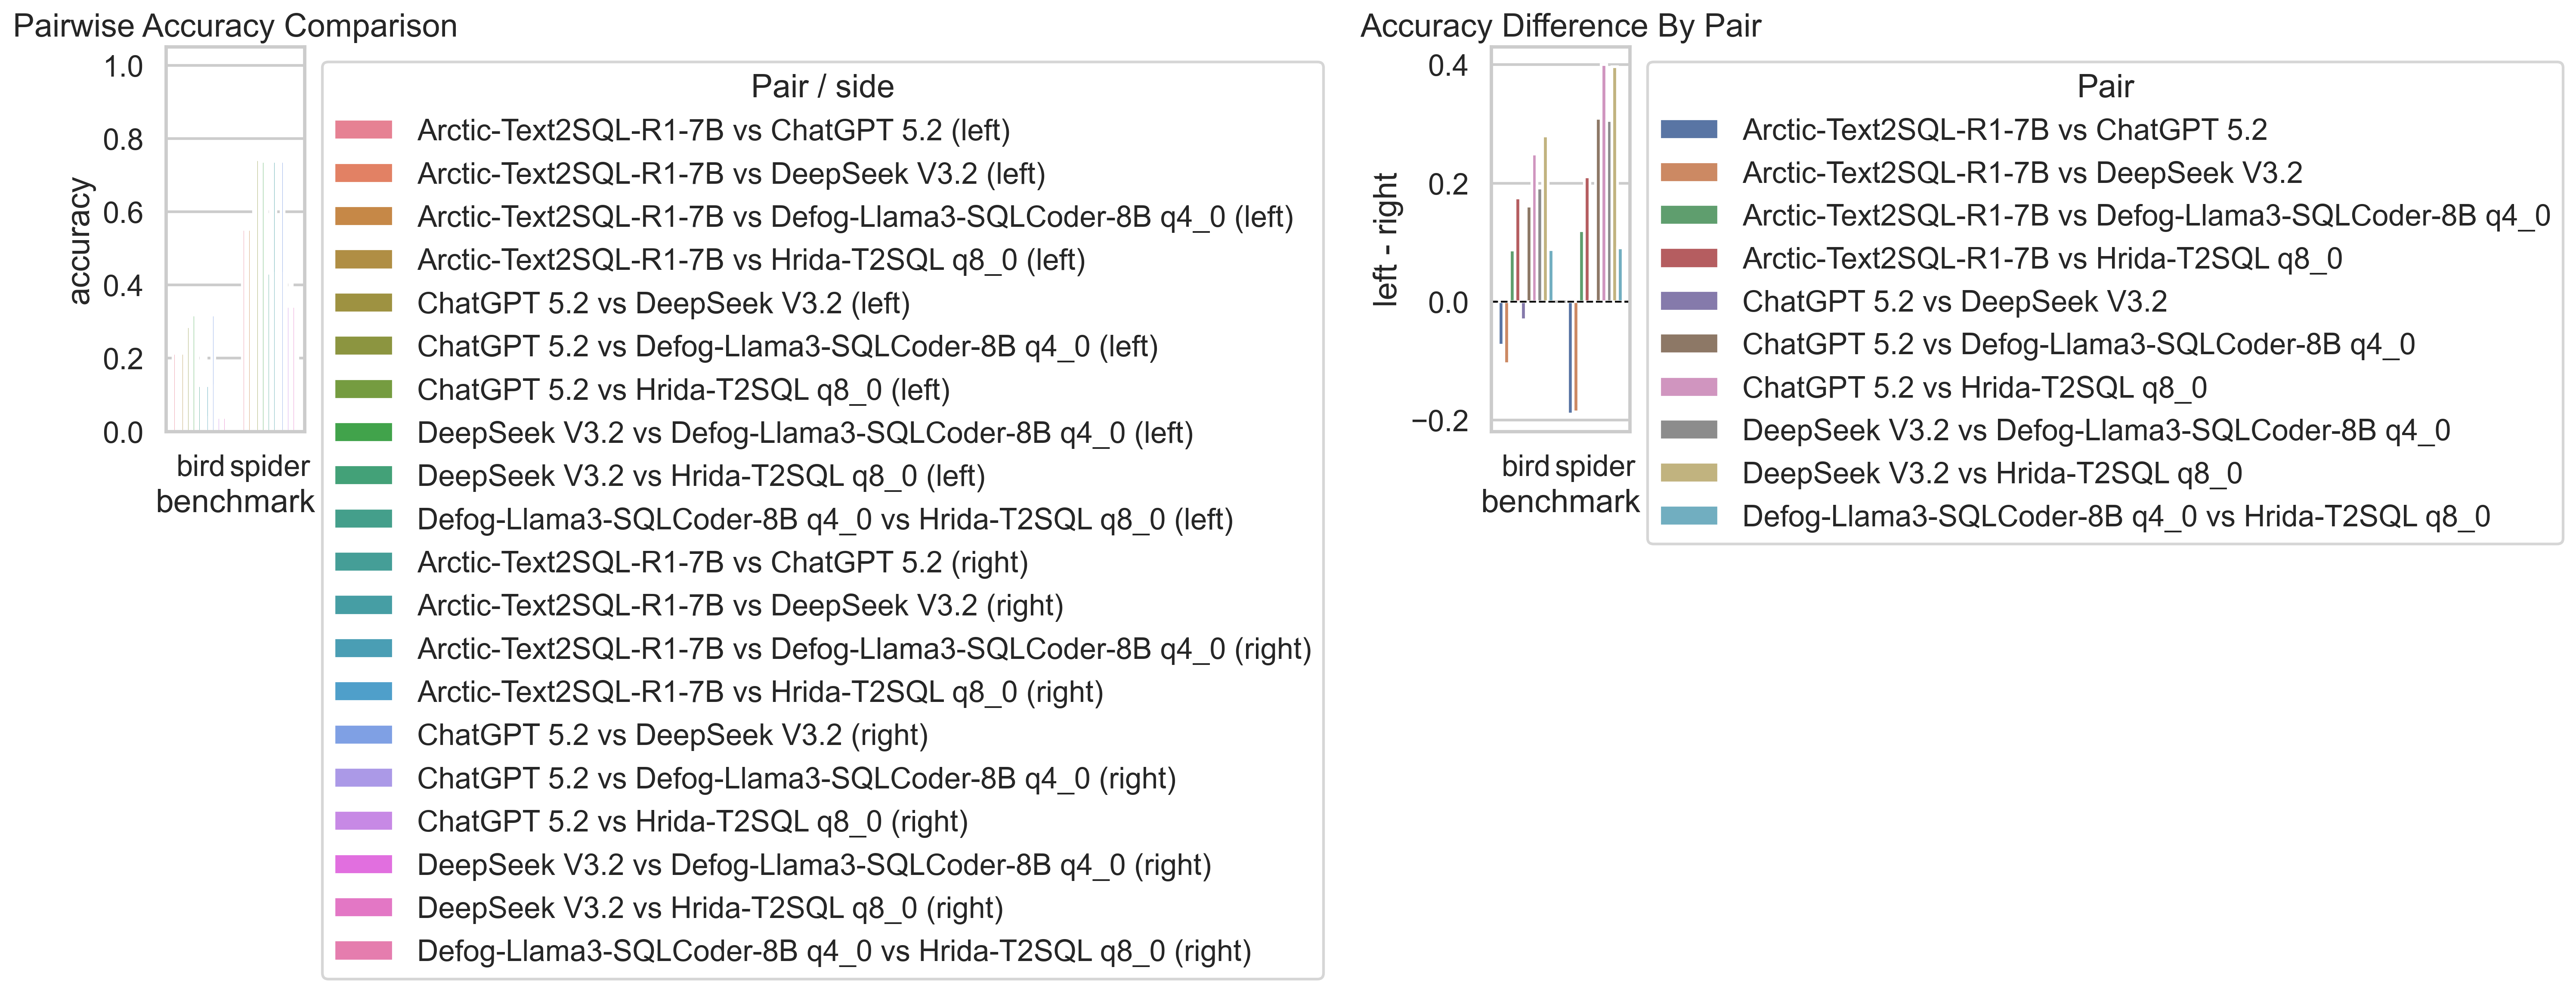 Pairwise Accuracy Comparison
accuracy
1.0
0.8
0.6
0.4
0.2
0.0
bird spider
benchmark
Pair / side
Arctic-Text2SQL-R1-7B vs ChatGPT 5.2 (left)
Arctic-Text2SQL-R1-7B vs DeepSeek V3.2 (left)
Arctic-Text2SQL-R1-7B vs Defog-Llama3-SQLCoder-8B q4_0 (left)
Arctic-Text2SQL-R1-7B vs Hrida-T2SQL q8_0 (left)
ChatGPT 5.2 vs DeepSeek V3.2 (left)
ChatGPT 5.2 vs Defog-Llama3-SQLCoder-8B q4_0 (left)
ChatGPT 5.2 vs Hrida-T2SQL q8_0 (left)
DeepSeek V3.2 vs Defog-Llama3-SQLCoder-8B q4_0 (left)
DeepSeek V3.2 vs Hrida-T2SQL q8_0 (left)
Defog-Llama3-SQLCoder-8B q4_0 vs Hrida-T2SQL q8_0 (left)
Arctic-Text2SQL-R1-7B vs ChatGPT 5.2 (right)
Arctic-Text2SQL-R1-7B vs DeepSeek V3.2 (right)
Arctic-Text2SQL-R1-7B vs Defog-Llama3-SQLCoder-8B q4_0 (right)
Arctic-Text2SQL-R1-7B vs Hrida-T2SQL q8_0 (right)
ChatGPT 5.2 vs DeepSeek V3.2 (right)
ChatGPT 5.2 vs Defog-Llama3-SQLCoder-8B q4_0 (right)
ChatGPT 5.2 vs Hrida-T2SQL q8_0 (right)
DeepSeek V3.2 vs Defog-Llama3-SQLCoder-8B q4_0 (right)
DeepSeek V3.2 vs Hrida-T2SQL q8_0 (right)
Defog-Llama3-SQLCoder-8B q4_0 vs Hrida-T2SQL q8_0 (right)
Accuracy Difference By Pair
left - right
0.4
0.2
0.0
−0.2
bird spider
benchmark
Pair
Arctic-Text2SQL-R1-7B vs ChatGPT 5.2
Arctic-Text2SQL-R1-7B vs DeepSeek V3.2
Arctic-Text2SQL-R1-7B vs Defog-Llama3-SQLCoder-8B q4_0
Arctic-Text2SQL-R1-7B vs Hrida-T2SQL q8_0
ChatGPT 5.2 vs DeepSeek V3.2
ChatGPT 5.2 vs Defog-Llama3-SQLCoder-8B q4_0
ChatGPT 5.2 vs Hrida-T2SQL q8_0
DeepSeek V3.2 vs Defog-Llama3-SQLCoder-8B q4_0
DeepSeek V3.2 vs Hrida-T2SQL q8_0
Defog-Llama3-SQLCoder-8B q4_0 vs Hrida-T2SQL q8_0